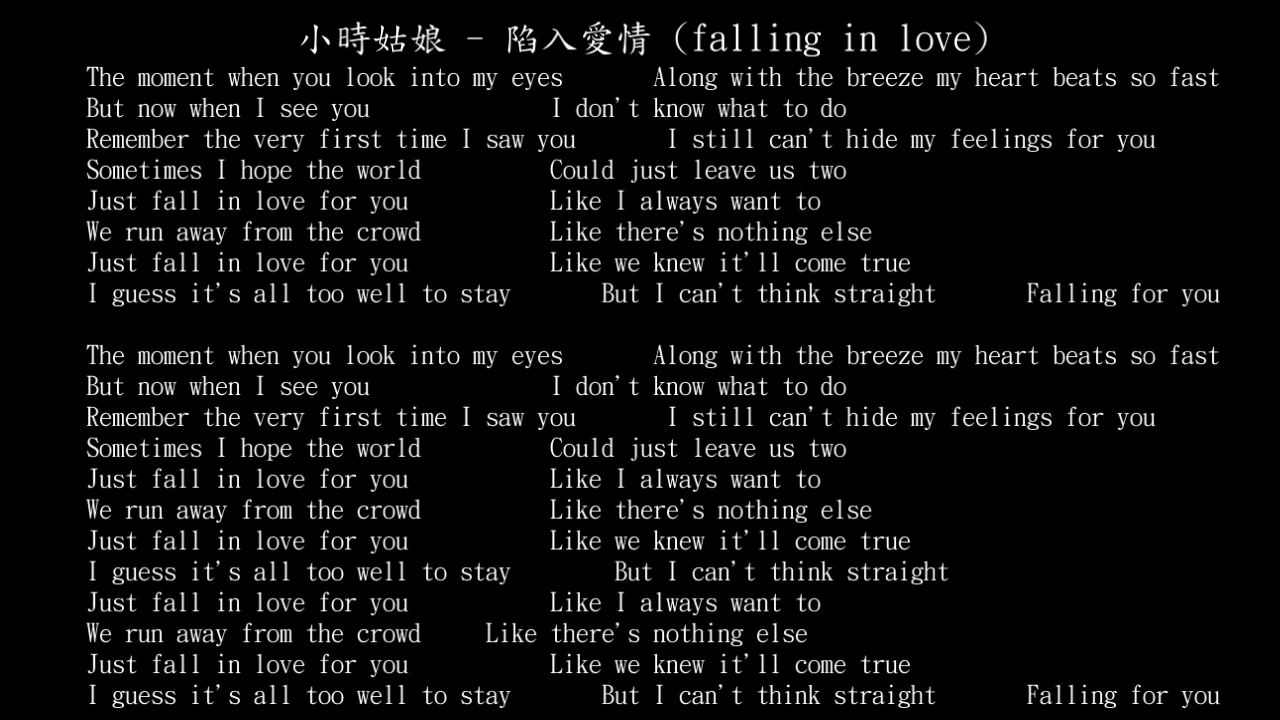 小時姑娘 - 陷入愛情 (falling in love)
The moment when you look into my eyes Along with the breeze my heart beats so fast
But now when I see you I don't know what to do
Remember the very first time I saw you I still can't hide my feelings for you
Sometimes I hope the world Could just leave us two
Just fall in love for you Like I always want to
We run away from the crowd Like there's nothing else
Just fall in love for you Like we knew it'll come true
I guess it's all too well to stay But I can't think straight Falling for you
The moment when you look into my eyes Along with the breeze my heart beats so fast
But now when I see you I don't know what to do
Remember the very first time I saw you I still can't hide my feelings for you
Sometimes I hope the world Could just leave us two
Just fall in love for you Like I always want to
We run away from the crowd Like there's nothing else
Just fall in love for you Like we knew it'll come true
I guess it's all too well to stay But I can't think straight
Just fall in love for you Like I always want to
We run away from the crowd Like there's nothing else
Just fall in love for you Like we knew it'll come true
I guess it's all too well to stay But I can't think straight Falling for you